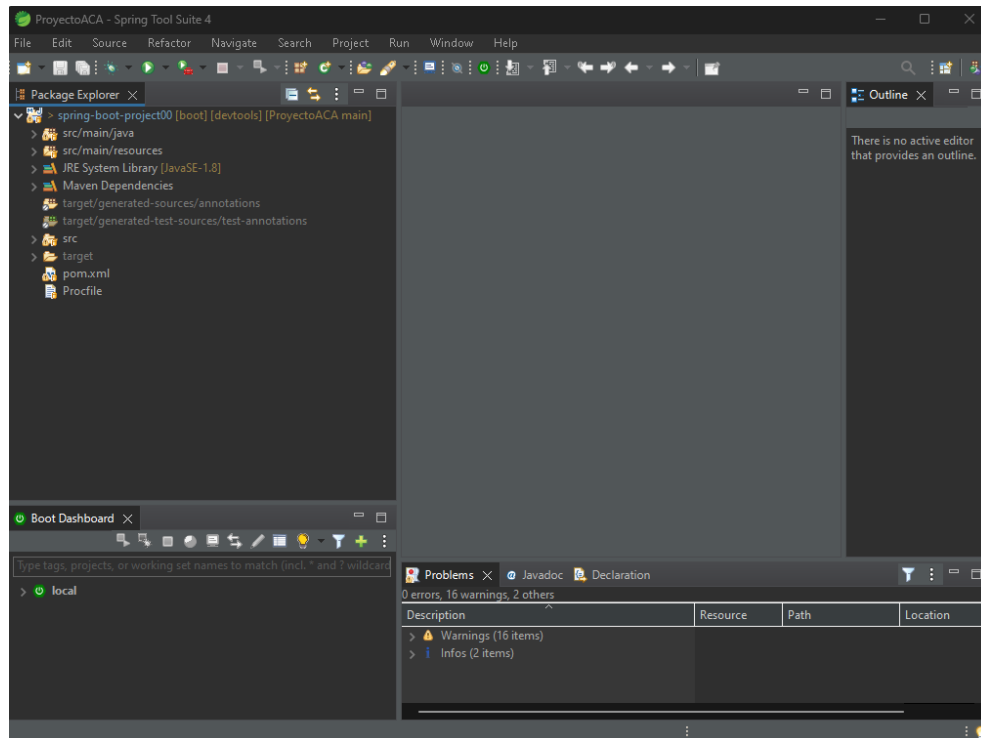 ProyectoACA - Spring Tool Suite 4
File Edit Source Refactor Navigate Search Project Run Window Help
Package Explorer
> spring-boot-project00 [boot] [devtools] [ProyectoACA main]
src/main/java
src/main/resources
JRE System Library [JavaSE-1.8]
Maven Dependencies
target/generated-sources/annotations
target/generated-test-sources/test-annotations
src
target
pom.xml
Procfile
Outline
There is no active editor
that provides an outline.
Boot Dashboard
Type tags, projects, or working set names to match (incl. * and ? wildcard
local
Problems @ Javadoc Declaration
0 errors, 16 warnings, 2 others
Description Resource Path Location
Warnings (16 items)
Infos (2 items)